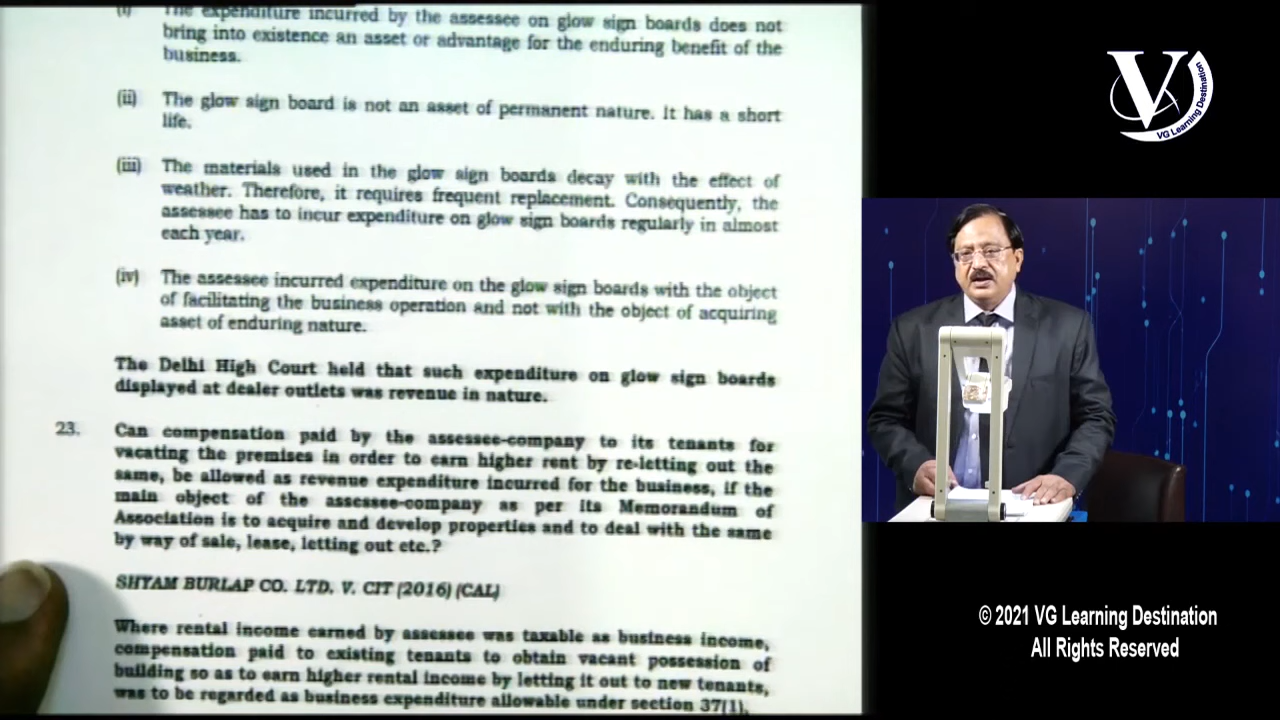 (i) The expenditure incurred by the assessee on glow sign boards does not
bring into existence an asset or advantage for the enduring benefit of the
business.
(ii) The glow sign board is not an asset of permanent nature. It has a short
life.
(iii) The materials used in the glow sign boards decay with the effect of
weather. Therefore, it requires frequent replacement. Consequently, the
assessee has to incur expenditure on glow sign boards regularly in almost
each year.
(iv) The assessee incurred expenditure on the glow sign boards with the object
of facilitating the business operation and not with the object of acquiring
asset of enduring nature.
The Delhi High Court held that such expenditure on glow sign boards
displayed at dealer outlets was revenue in nature.
23. Can compensation paid by the assessee-company to its tenants for
vacating the premises in order to earn higher rent by re-letting out the
same, be allowed as revenue expenditure incurred for the business, if the
main object of the assessee-company as per its Memorandum of
Association is to acquire and develop properties and to deal with the same
by way of sale, lease, letting out etc.?
SHYAM BURLAP CO. LTD. V. CIT (2016) (CAL)
Where rental income earned by assessee was taxable as business income,
compensation paid to existing tenants to obtain vacant possession of
building so as to earn higher rental income by letting it out to new tenants,
was to be regarded as business expenditure allowable under section 37(1).
V
VG Learning Destination
© 2021 VG Learning Destination
All Rights Reserved